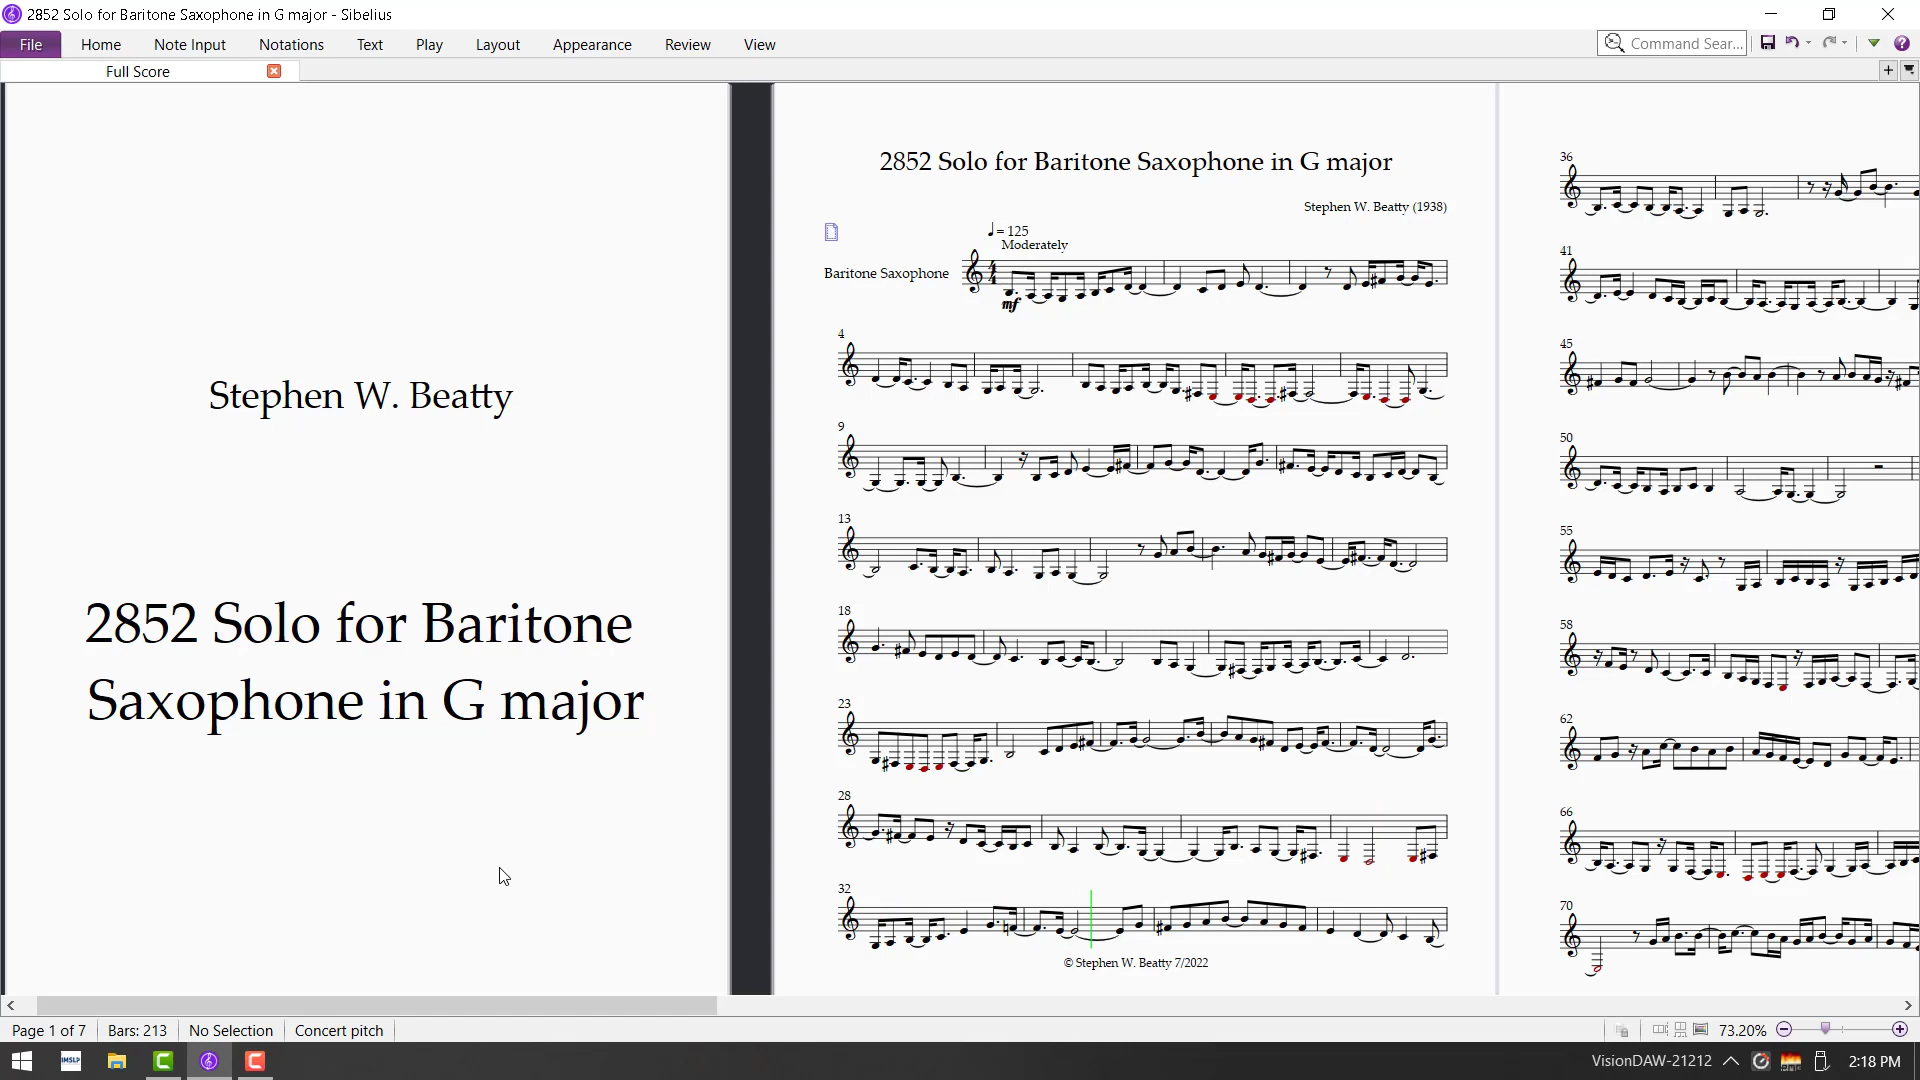 2852 Solo for Baritone Saxophone in G major - Sibelius
File Home Note Input Notations Text Play Layout Appearance Review View Command Sear...
Full Score
Stephen W. Beatty
2852 Solo for Baritone
Saxophone in G major
2852 Solo for Baritone Saxophone in G major
Stephen W. Beatty (1938)
= 125
Moderately
Baritone Saxophone
4
4
mf
4
9
13
18
23
28
32
© Stephen W. Beatty 7/2022
36
41
45
50
55
58
62
66
70
Page 1 of 7 Bars: 213 No Selection Concert pitch 73.20%
IMSLP VisionDAW-21212 2:18 PM